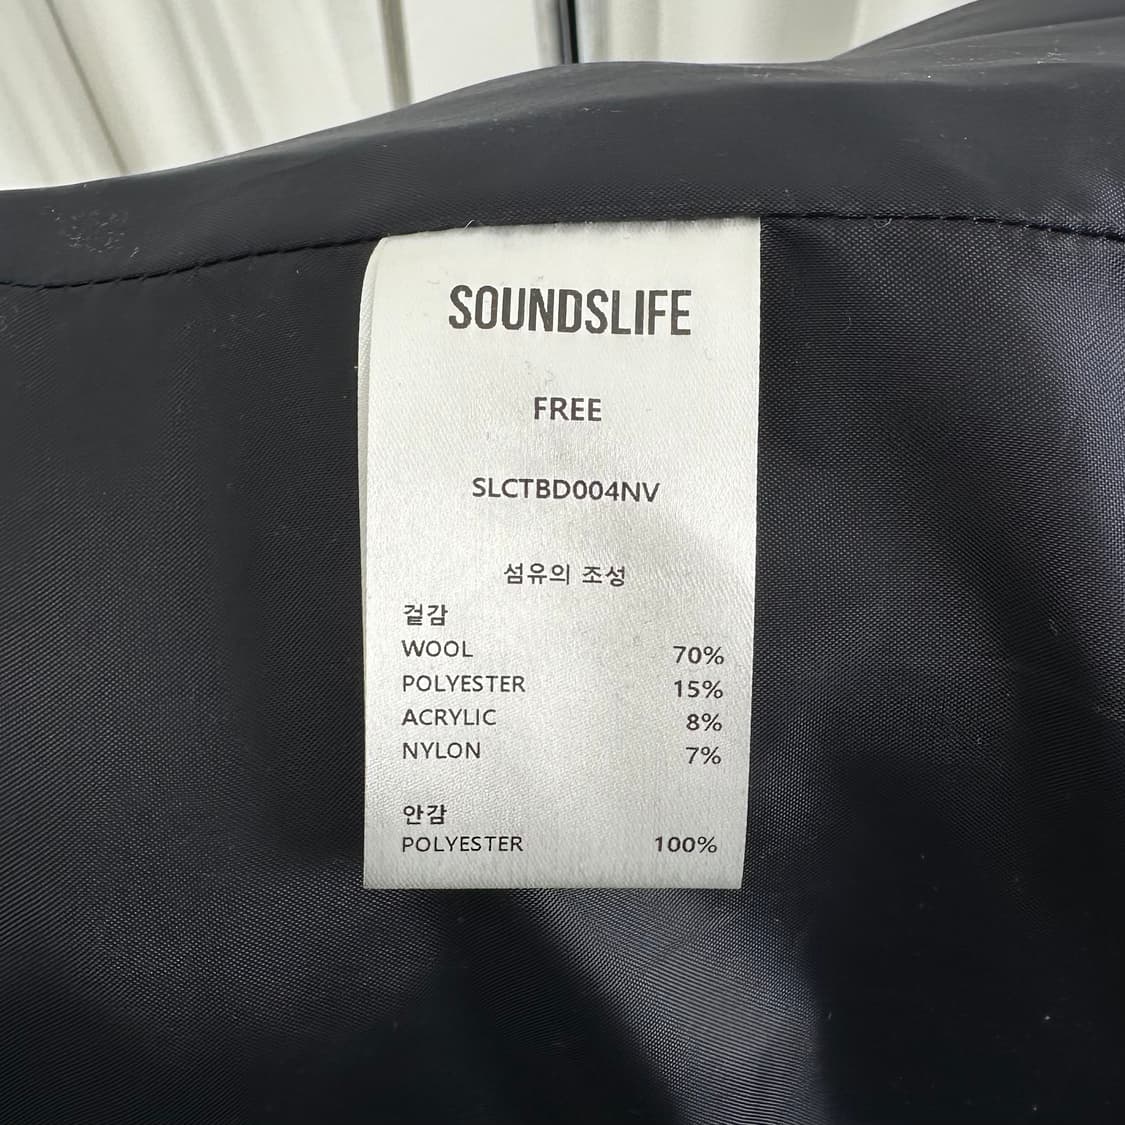 SOUNDSLIFE
FREE
SLCTBD004NV
섬유의 조성
겉감
WOOL 70%
POLYESTER 15%
ACRYLIC 8%
NYLON 7%
안감
POLYESTER 100%